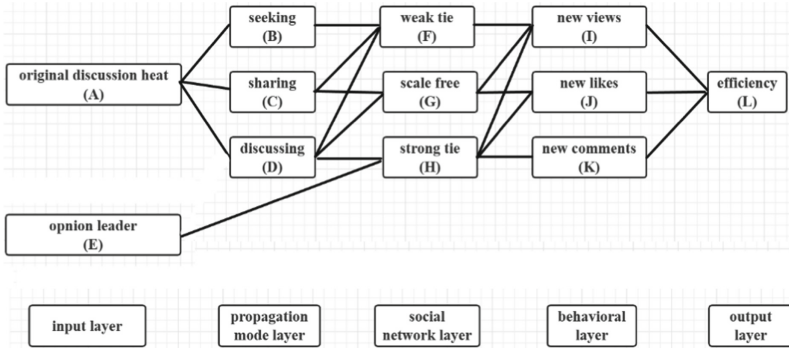 original discussion heat
(A)
seeking
(B)
sharing
(C)
discussing
(D)
opnion leader
(E)
weak tie
(F)
scale free
(G)
strong tie
(H)
new views
(I)
new likes
(J)
new comments
(K)
efficiency
(L)
input layer
propagation
mode layer
social
network layer
behavioral
layer
output
layer